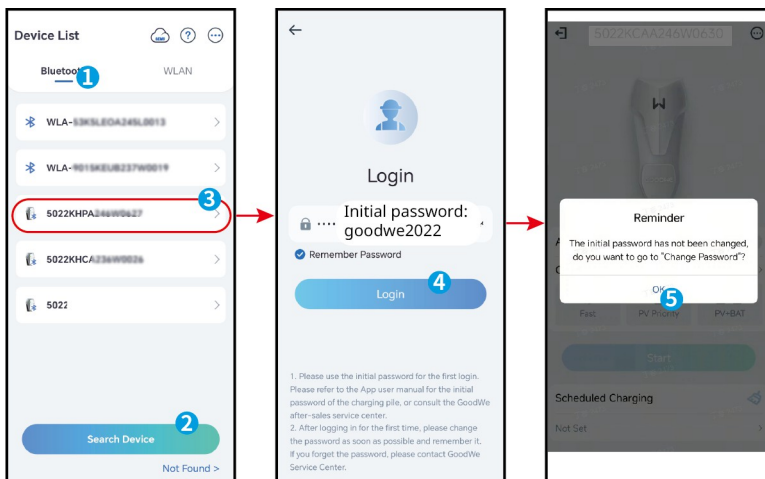 Device List
SEMS
?
Bluetoot
1
WLAN
WLA-
WLA-
5022KHPA
3
5022KHCA
5022
2
Search Device
Not Found >
Login
Initial password:
goodwe2022
Remember Password
4
Login
1. Please use the initial password for the first login.
Please refer to the App user manual for the initial
password of the charging pile, or consult the GoodWe
after-sales service center.
2. After logging in for the first time, please change
the password as soon as possible and remember it.
If you forget the password, please contact GoodWe
Service Center.
5022KCAA246W0630
Reminder
The initial password has not been changed,
do you want to go to "Change Password"?
OK
5
Fast
PV Priority
PV+BAT
Start
Scheduled Charging
Not Set